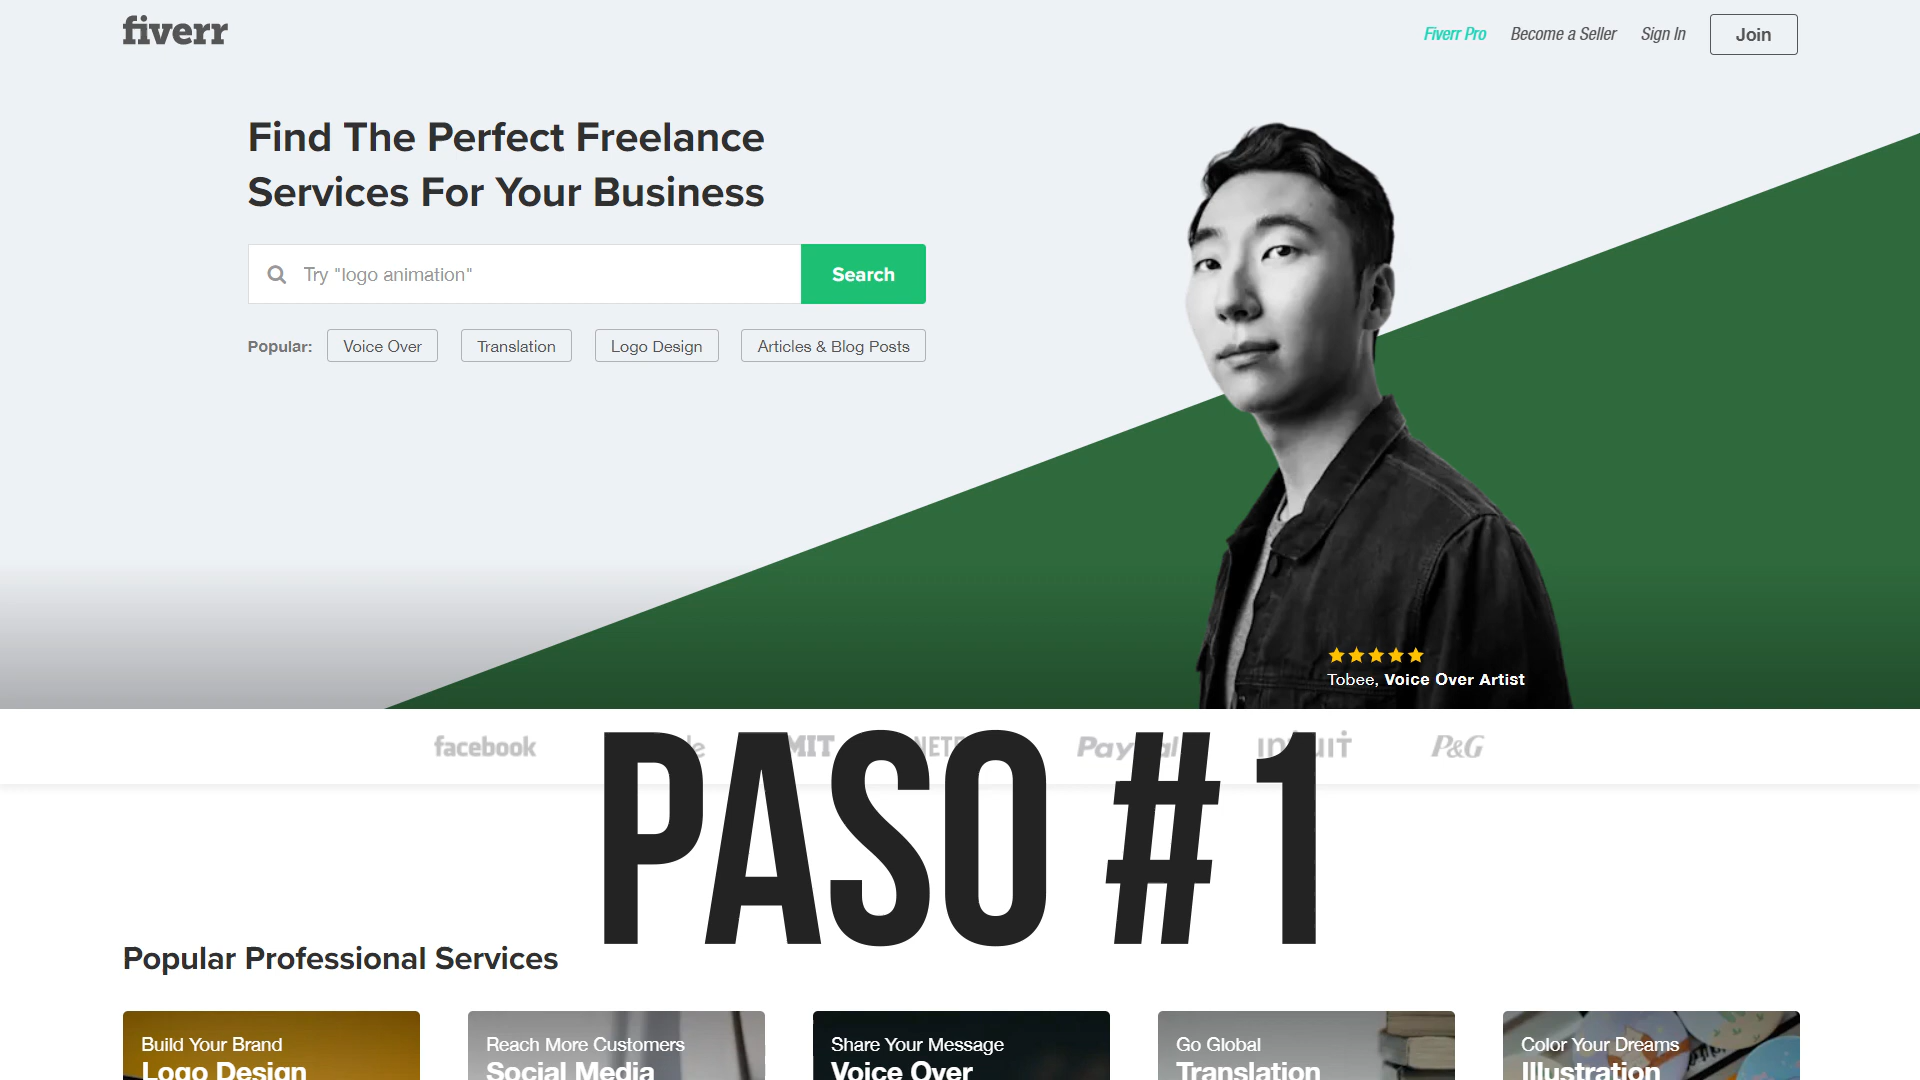 fiverr
Fiverr Pro Become a Seller Sign In Join
Find The Perfect Freelance
Services For Your Business
Try "logo animation" Search
Popular: Voice Over Translation Logo Design Articles & Blog Posts
Tobee, Voice Over Artist
facebook MIT PayPal intuit P&G
PASO #1
Popular Professional Services
Build Your Brand Reach More Customers Share Your Message Go Global Color Your Dreams
Logo Design Social Media Voice Over Translation Illustration